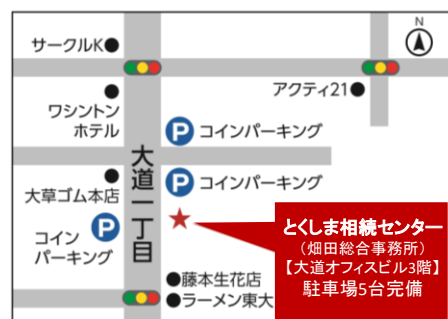 N
サークルK
アクティ21
ワシントン
ホテル
P コインパーキング
大道一丁目
P コインパーキング
大草ゴム本店
P
コイン
パーキング
とくしま相続センター
(畑田総合事務所)
【大道オフィスビル3階】
駐車場5台完備
藤本生花店
ラーメン東大